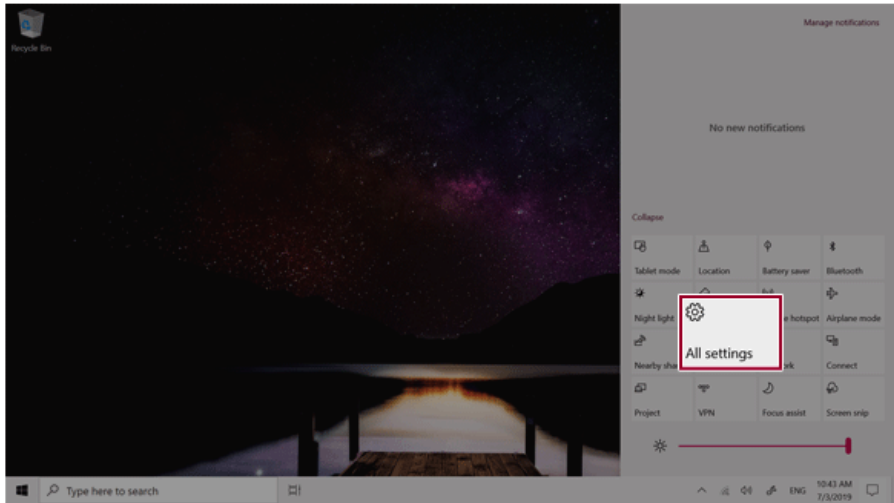 Recycle Bin
Manage notifications
No new notifications
Collapse
Tablet mode
Location
Battery saver
Bluetooth
Night light
hotspot
Airplane mode
All settings
Nearby
Connect
Project
VPN
Focus assist
Screen snip
Type here to search
ENG
10:43 AM
7/3/2019